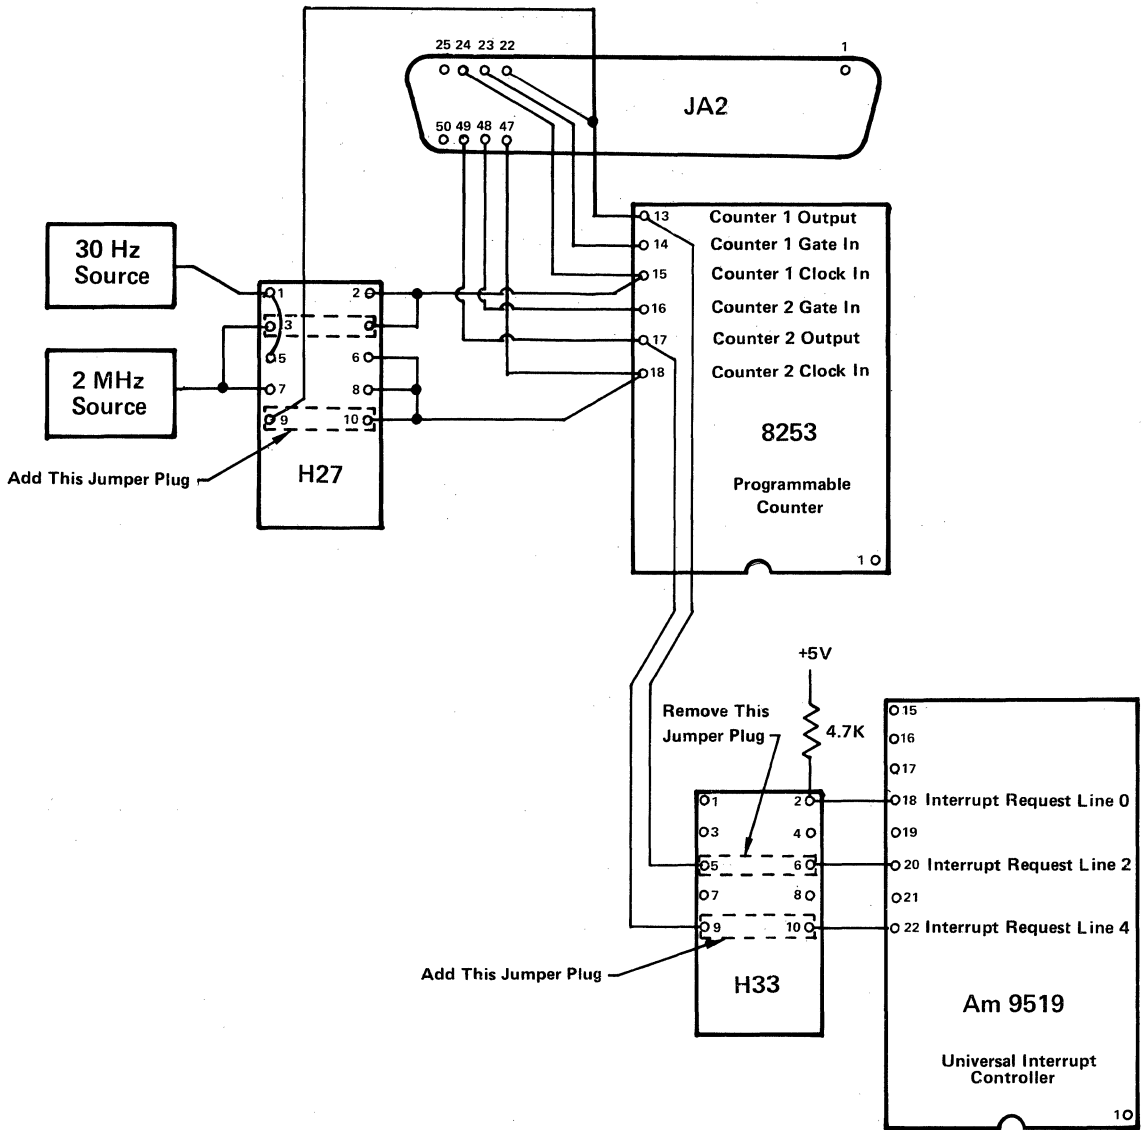 25 24 23 22 1
JA2
50 49 48 47
30 Hz
Source
2 MHz
Source
1 2
3
5 6
7 8
9 10
H27
Add This Jumper Plug
13 Counter 1 Output
14 Counter 1 Gate In
15 Counter 1 Clock In
16 Counter 2 Gate In
17 Counter 2 Output
18 Counter 2 Clock In
8253
Programmable
Counter
1
+5V
4.7K
Remove This
Jumper Plug
1 2
3 4
5 6
7 8
9 10
H33
Add This Jumper Plug
15
16
17
18 Interrupt Request Line 0
19
20 Interrupt Request Line 2
21
22 Interrupt Request Line 4
Am 9519
Universal Interrupt
Controller
1